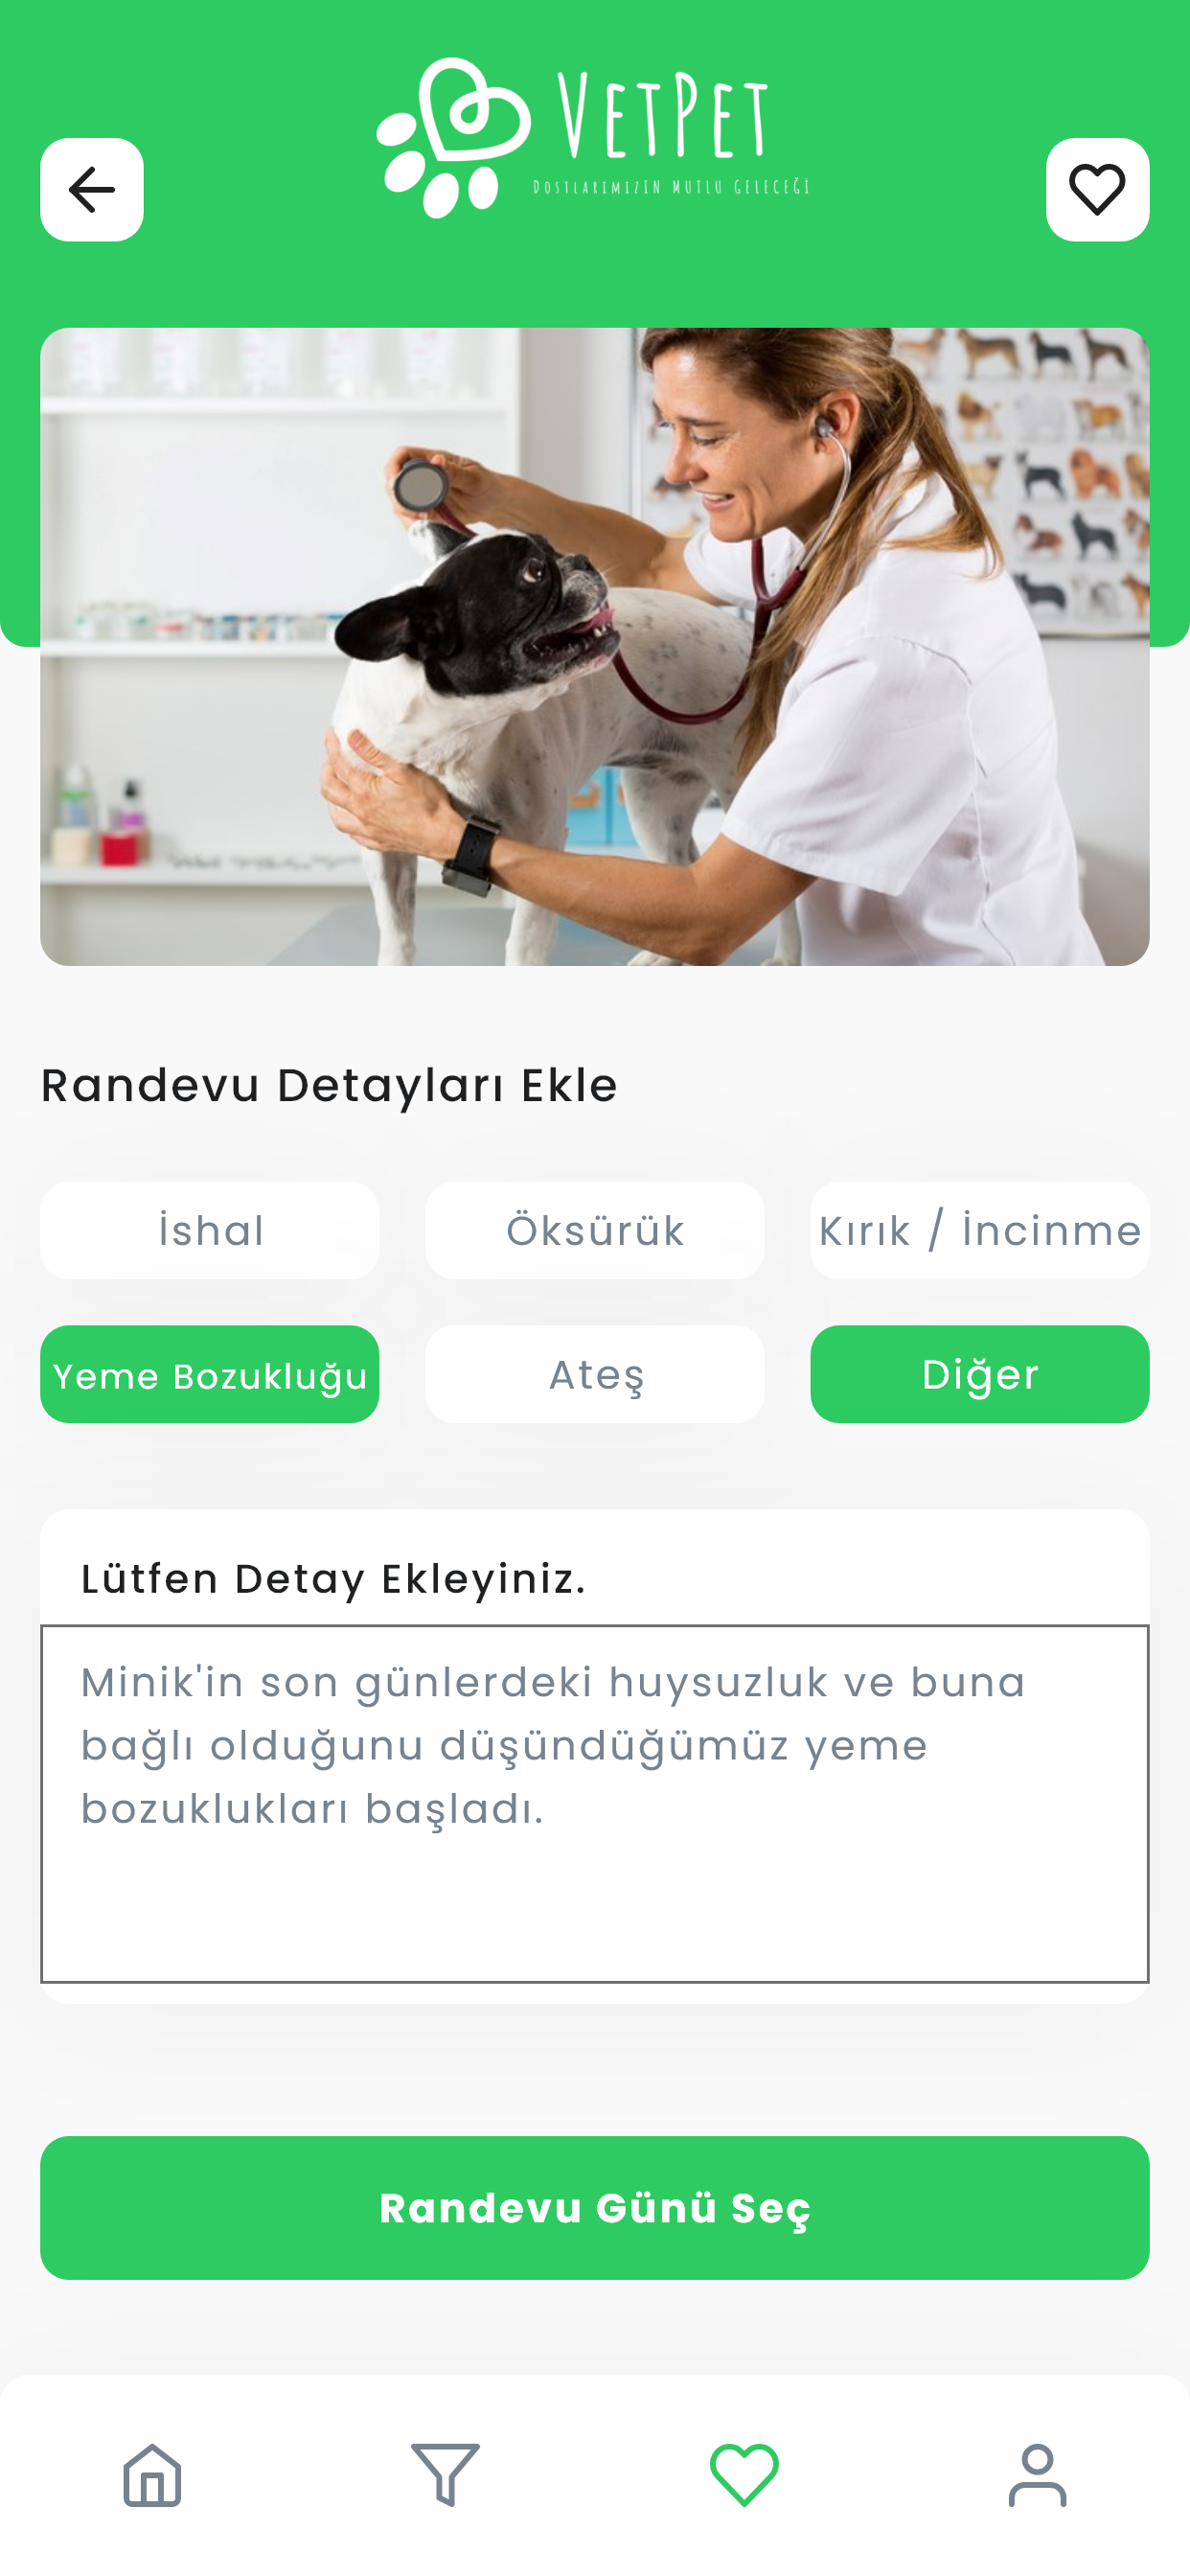 VETPET
DOSTLARIMIZIN MUTLU GELECEĞİ
Randevu Detayları Ekle
İshal
Öksürük
Kırık / İncinme
Yeme Bozukluğu
Ateş
Diğer
Lütfen Detay Ekleyiniz.
Minik'in son günlerdeki huysuzluk ve buna
bağlı olduğunu düşündüğümüz yeme
bozuklukları başladı.
Randevu Günü Seç